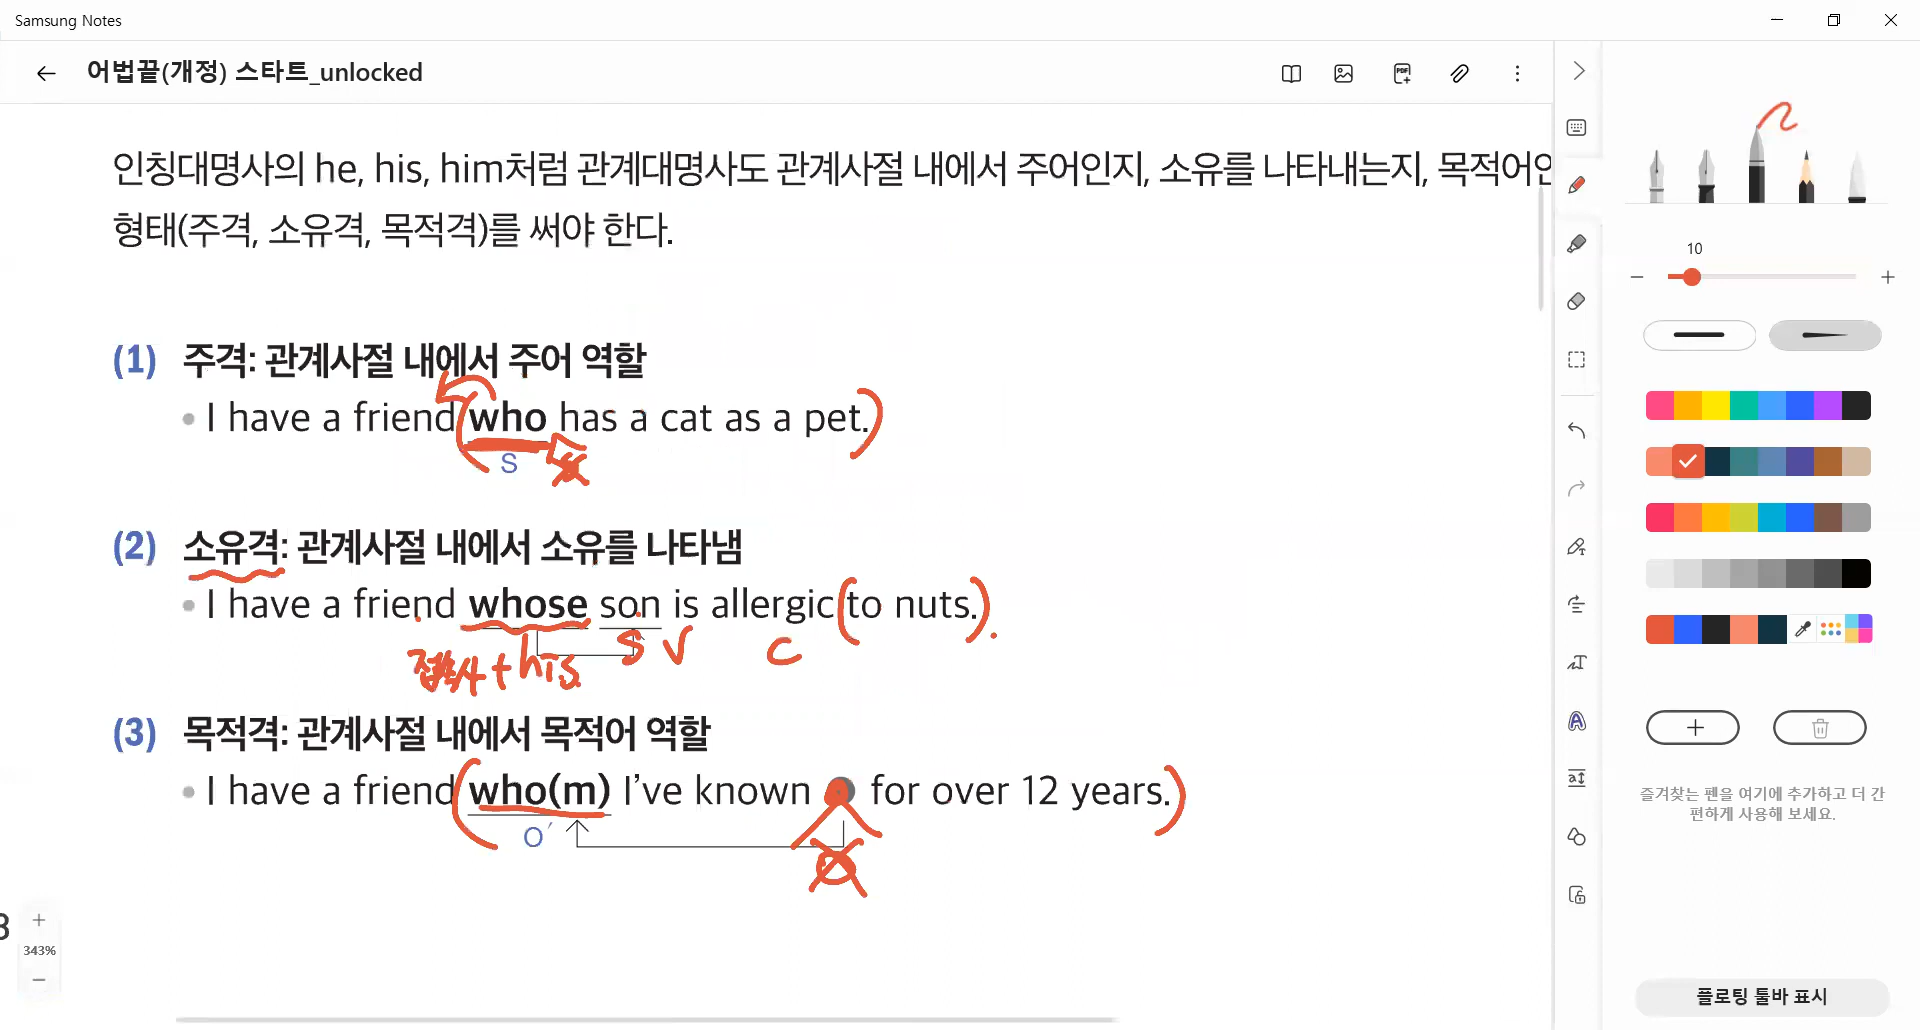 Samsung Notes
어법끝(개정) 스타트_unlocked
인칭대명사의 he, his, him처럼 관계대명사도 관계사절 내에서 주어인지, 소유를 나타내는지, 목적어인
형태(주격, 소유격, 목적격)를 써야 한다.
(1) 주격: 관계사절 내에서 주어 역할
I have a friend (who has a cat as a pet.)
S
(2) 소유격: 관계사절 내에서 소유를 나타냄
I have a friend whose son is allergic (to nuts.)
접속사 + his S V C
(3) 목적격: 관계사절 내에서 목적어 역할
I have a friend (who(m) I've known for over 12 years.)
O′
3
343%
10
즐겨찾는 펜을 여기에 추가하고 더 간
편하게 사용해 보세요.
플로팅 툴바 표시